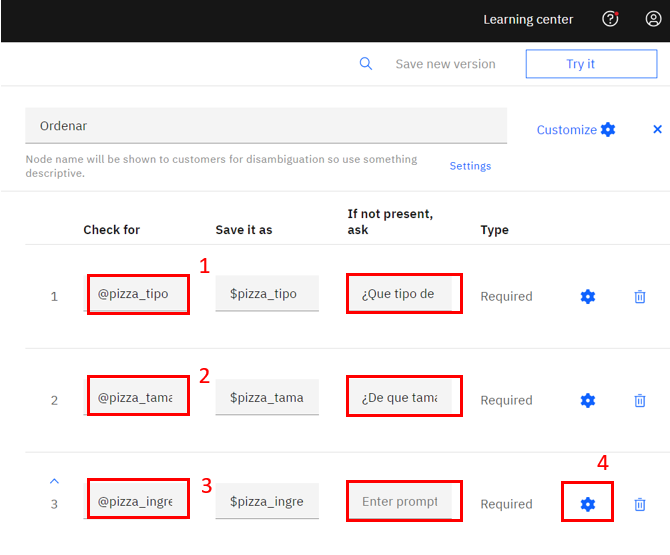 Learning center
Save new version
Try it
Ordenar
Customize
Node name will be shown to customers for disambiguation so use something
descriptive.
Settings
Check for
Save it as
If not present,
ask
Type
1
1
@pizza_tipo
$pizza_tipo
¿Que tipo de
Required
2
2
@pizza_tama
$pizza_tama
¿De que tama
Required
3
3
@pizza_ingre
$pizza_ingre
Enter prompt
Required
4